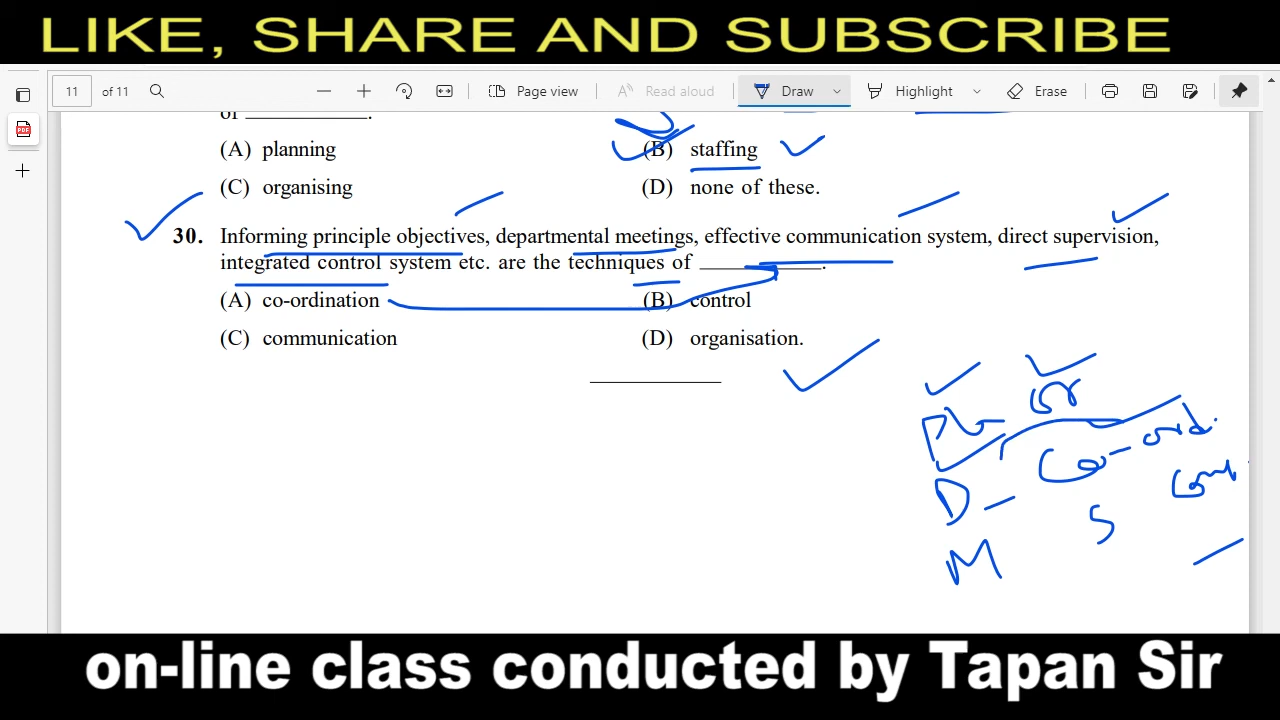 LIKE, SHARE AND SUBSCRIBE
11 of 11 Page view Read aloud Draw Highlight Erase
of ____________.
(A) planning (B) staffing
(C) organising (D) none of these.
30. Informing principle objectives, departmental meetings, effective communication system, direct supervision,
integrated control system etc. are the techniques of ____________.
(A) co-ordination (B) control
(C) communication (D) organisation.
D
M
S
on-line class conducted by Tapan Sir